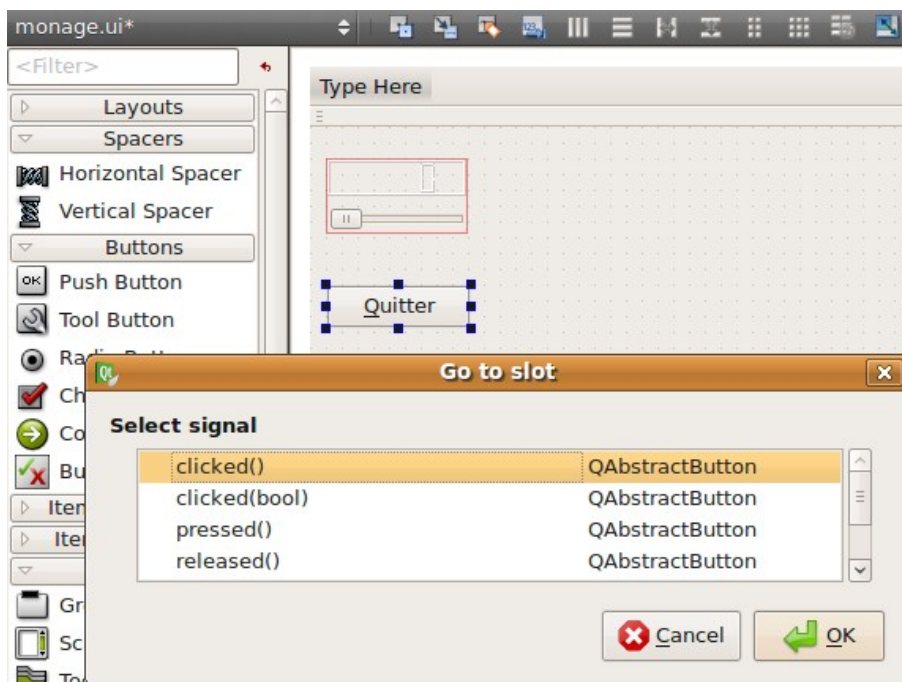 monage.ui*
<Filter>
Type Here
Layouts
Spacers
Horizontal Spacer
Vertical Spacer
Buttons
OK Push Button
Tool Button
Quitter
Go to slot
Select signal
clicked() QAbstractButton
clicked(bool) QAbstractButton
pressed() QAbstractButton
released() QAbstractButton
Cancel OK